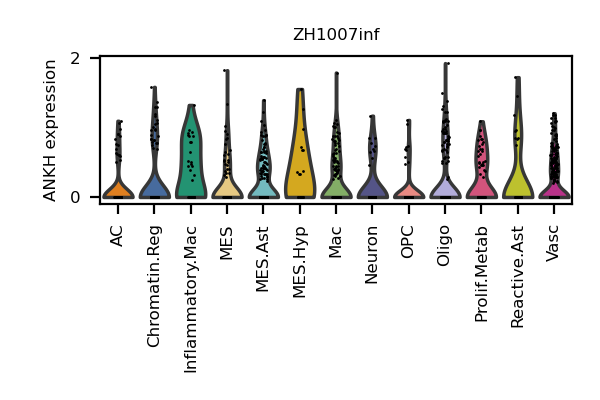 ZH1007inf
ANKH expression
2
0
AC
Chromatin.Reg
Inflammatory.Mac
MES
MES.Ast
MES.Hyp
Mac
Neuron
OPC
Oligo
Prolif.Metab
Reactive.Ast
Vasc